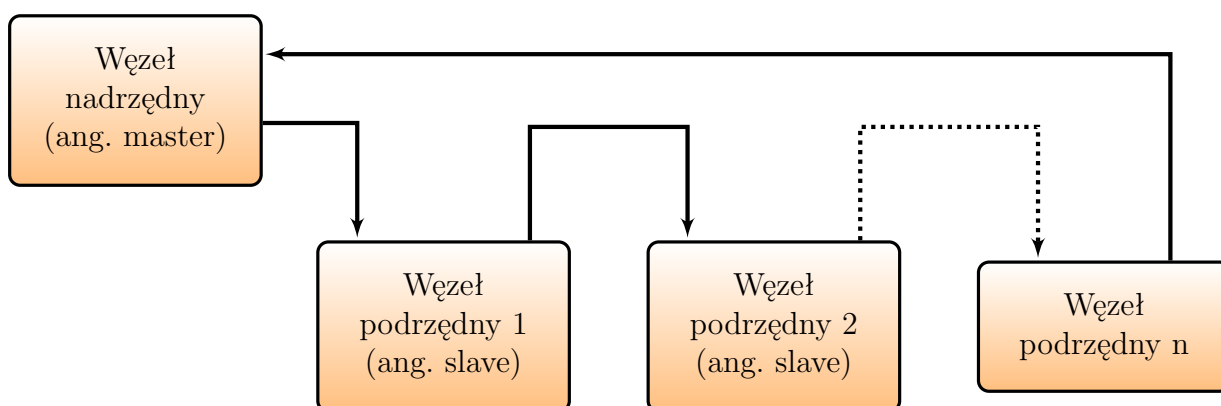 Węzeł
nadrzędny
(ang. master)
Węzeł
podrzędny 1
(ang. slave)
Węzeł
podrzędny 2
(ang. slave)
Węzeł
podrzędny n